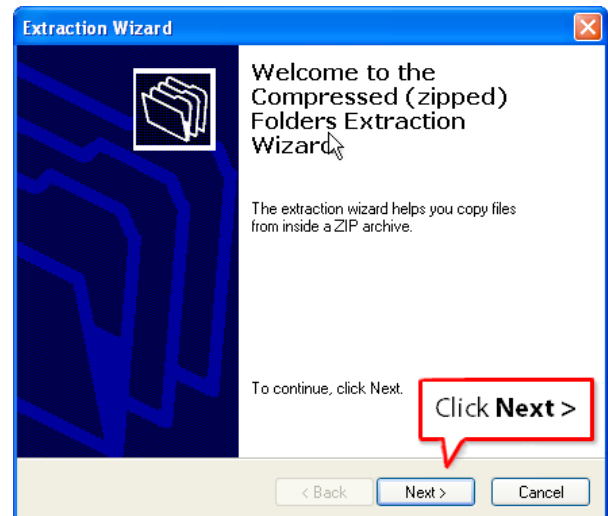 Extraction Wizard
Welcome to the
Compressed (zipped)
Folders Extraction
Wizard
The extraction wizard helps you copy files
from inside a ZIP archive.
To continue, click Next.
Click Next >
< Back
Next >
Cancel